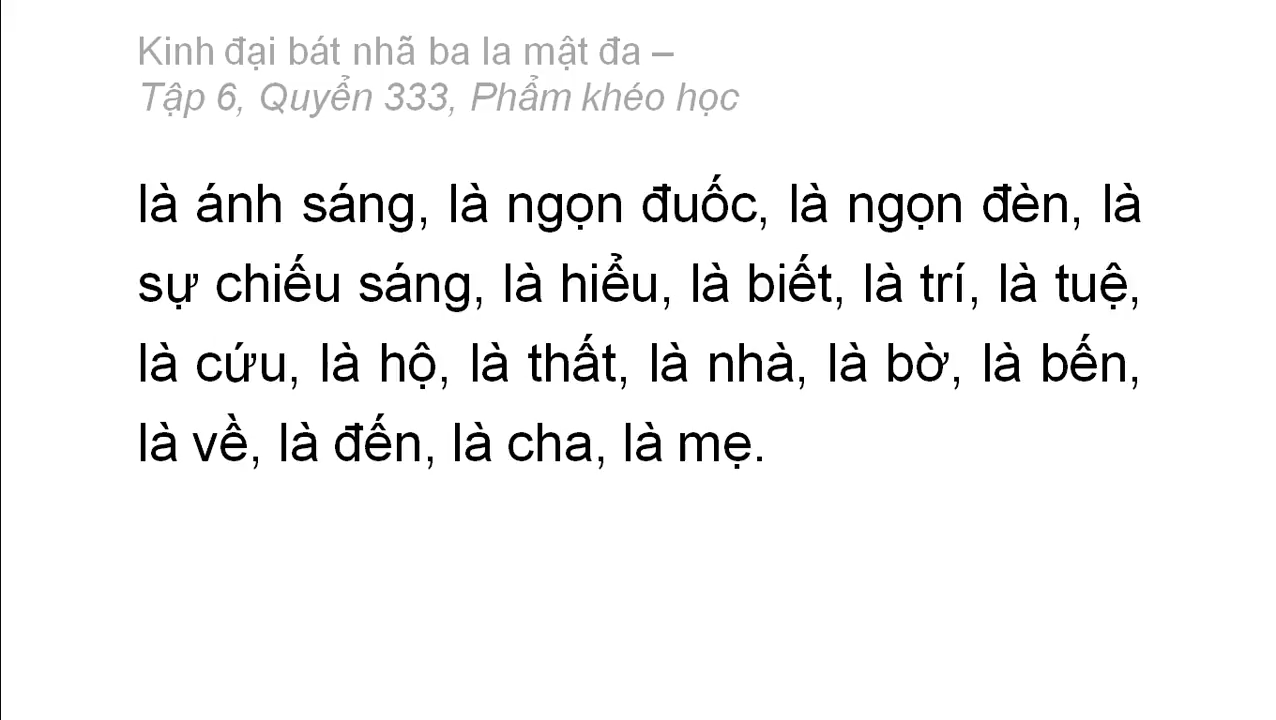 Kinh đại bát nhã ba la mật đa –
Tập 6, Quyển 333, Phẩm khéo học
là ánh sáng, là ngọn đuốc, là ngọn đèn, là
sự chiếu sáng, là hiểu, là biết, là trí, là tuệ,
là cứu, là hộ, là thất, là nhà, là bờ, là bến,
là về, là đến, là cha, là mẹ.